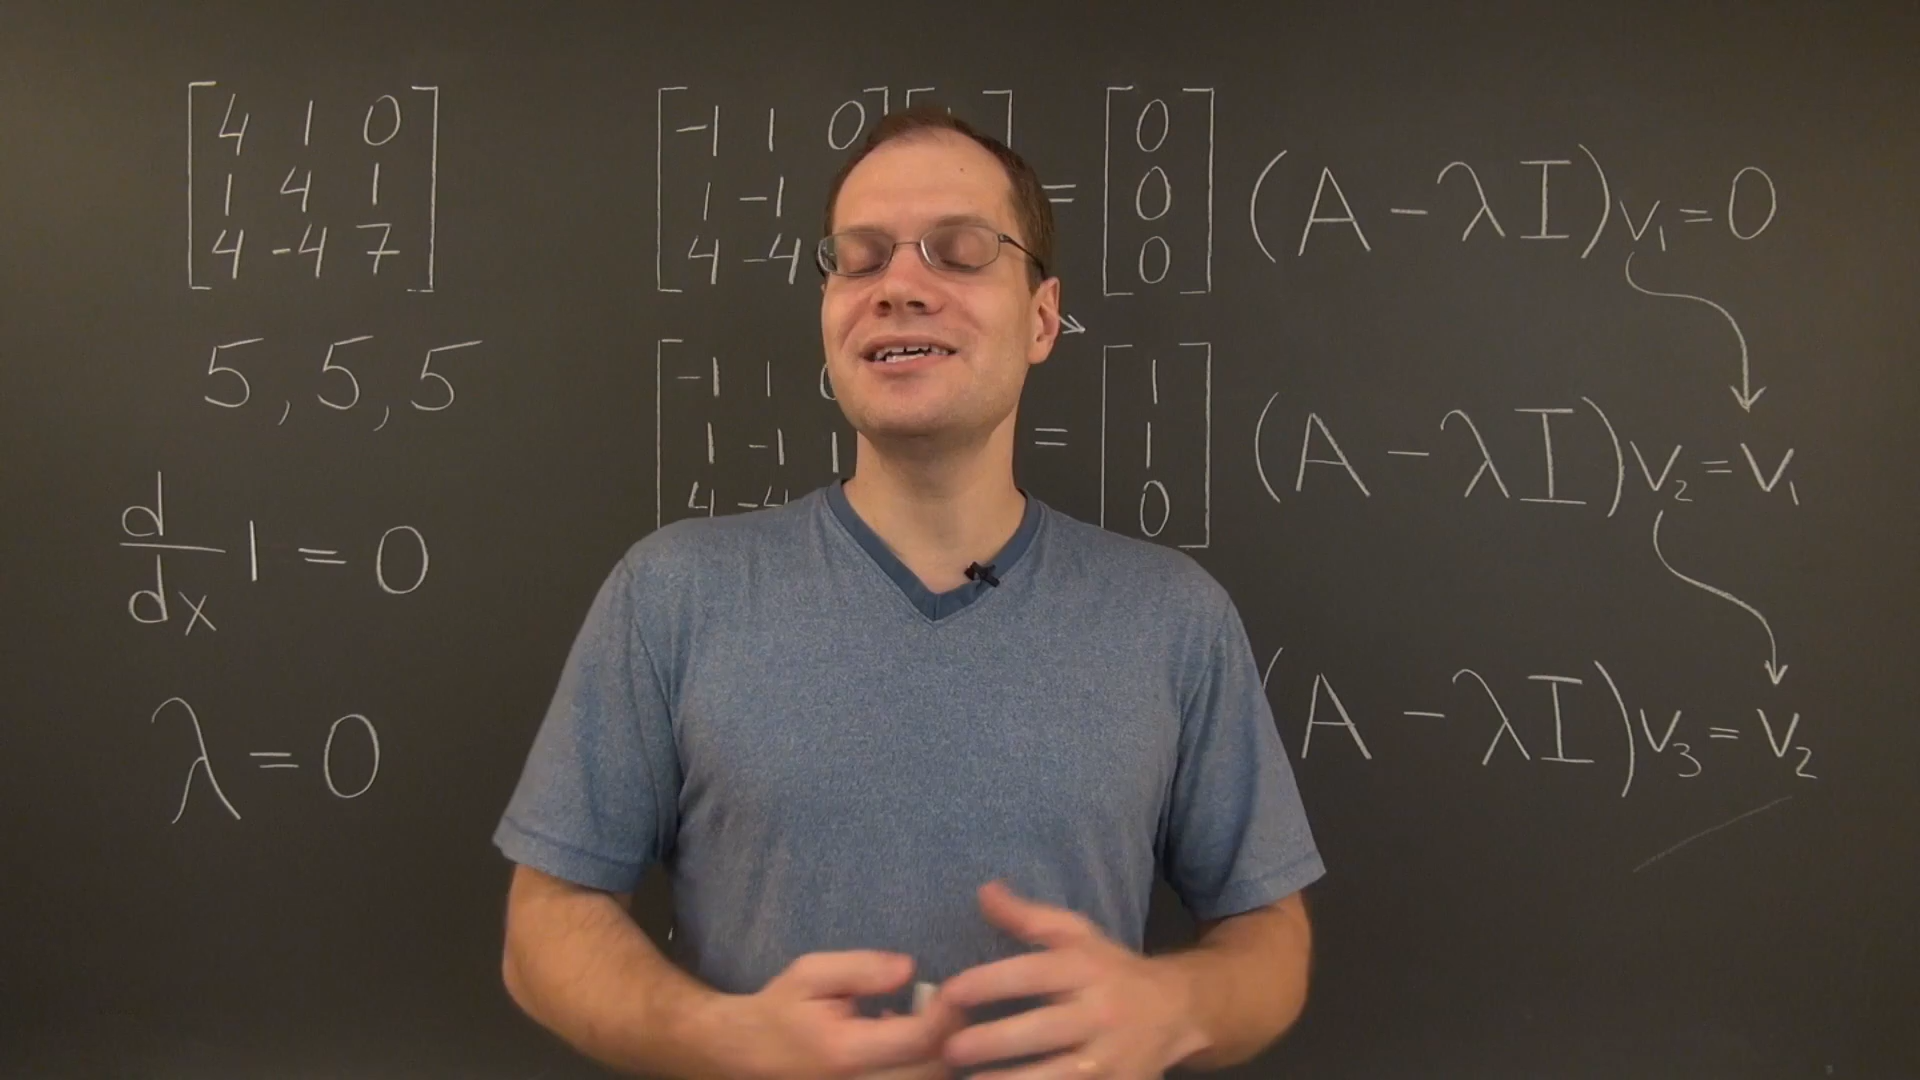 4 1 0
1 4 1
4 -4 7
5, 5, 5
d/dx 1 = 0
λ = 0
-1 1 0
1 -1
4 -4
=
0
0
0
-1 1
1 -1 1
4 -4
=
1
1
0
(A - λI)v₁ = 0
(A - λI)v₂ = v₁
(A - λI)v₃ = v₂